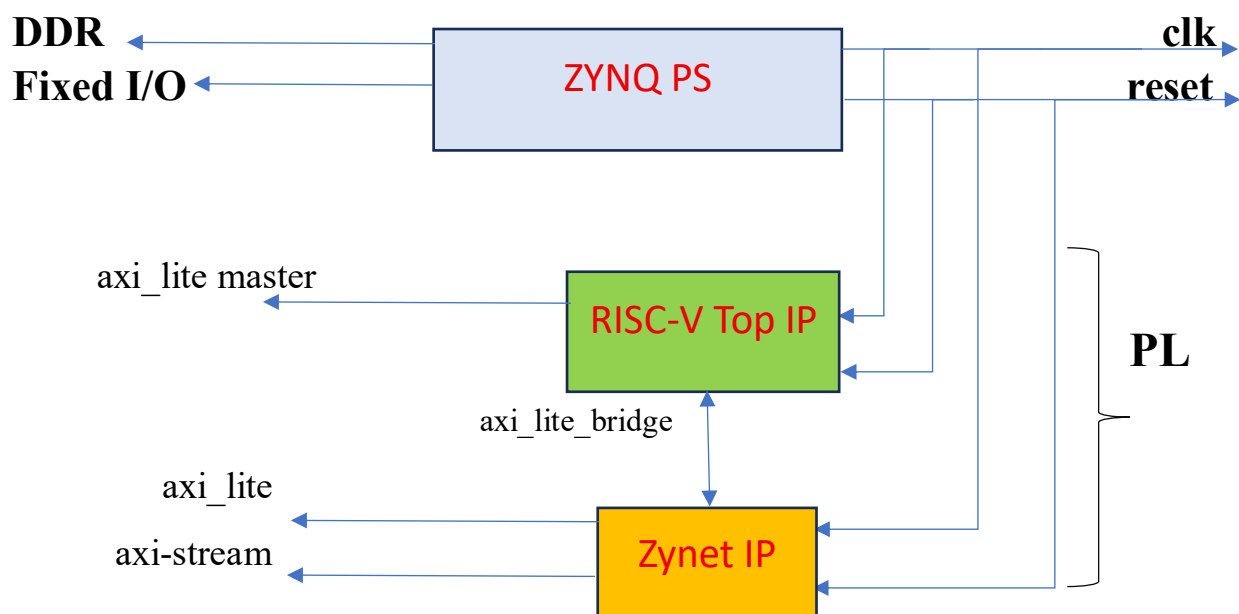 DDR
ZYNQ PS
clk
Fixed I/O
reset
axi_lite master
RISC-V Top IP
PL
axi_lite_bridge
axi_lite
axi-stream
Zynet IP